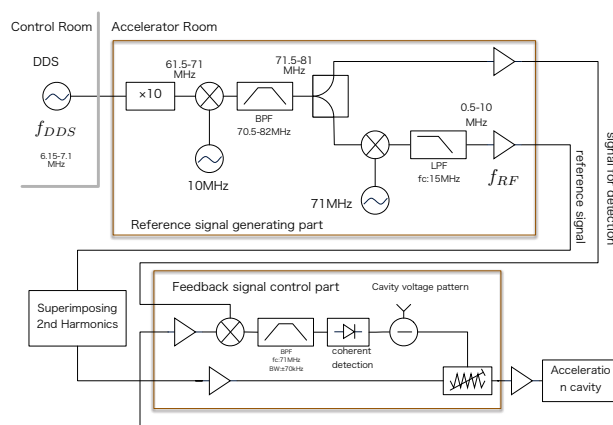 Control Room
Accelerator Room
DDS
f_DDS
6.15-7.1
MHz
×10
61.5-71
MHz
10MHz
BPF
70.5-82MHz
71.5-81
MHz
71MHz
LPF
fc:15MHz
0.5-10
MHz
f_RF
Reference signal generating part
reference signal
signal for detection
Superimposing
2nd Harmonics
Feedback signal control part
Cavity voltage pattern
BPF
fc:71MHz
BW:±70kHz
coherent
detection
Acceleratio
n cavity